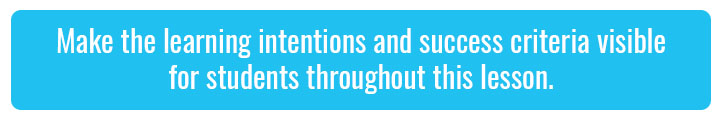 Make the learning intentions and success criteria visible
for students throughout this lesson.